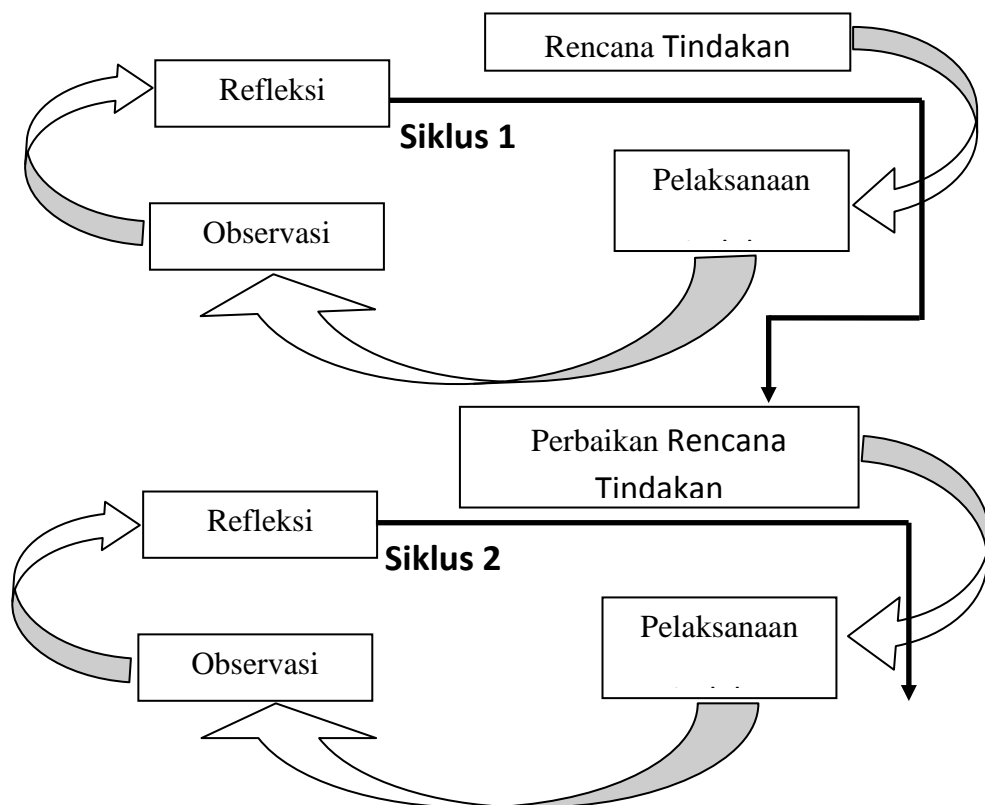 Rencana Tindakan
Refleksi
Siklus 1
Pelaksanaan
Observasi
Perbaikan Rencana
Tindakan
Refleksi
Siklus 2
Pelaksanaan
Observasi